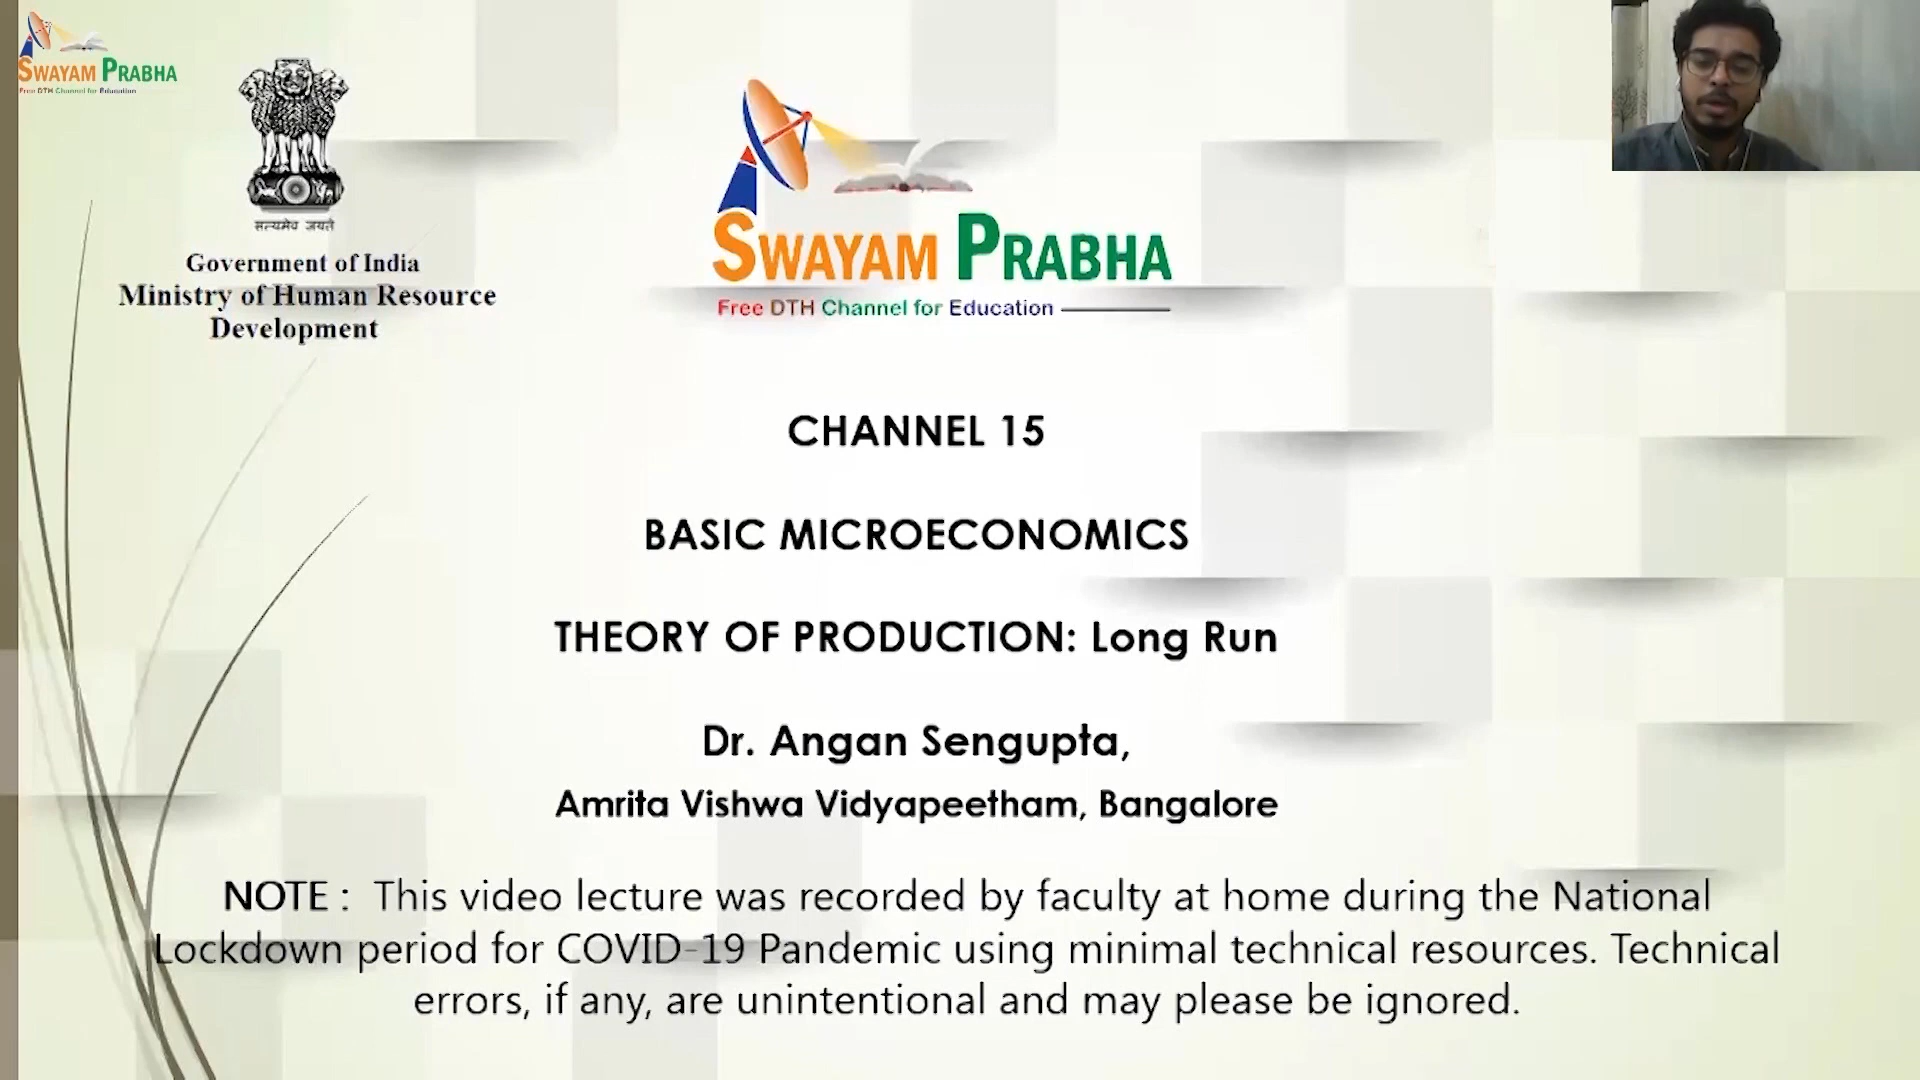 SWAYAM PRABHA
Free DTH Channel for Education
सत्यमेव जयते
Government of India
Ministry of Human Resource
Development
SWAYAM PRABHA
Free DTH Channel for Education
CHANNEL 15
BASIC MICROECONOMICS
THEORY OF PRODUCTION: Long Run
Dr. Angan Sengupta,
Amrita Vishwa Vidyapeetham, Bangalore
NOTE : This video lecture was recorded by faculty at home during the National
Lockdown period for COVID-19 Pandemic using minimal technical resources. Technical
errors, if any, are unintentional and may please be ignored.